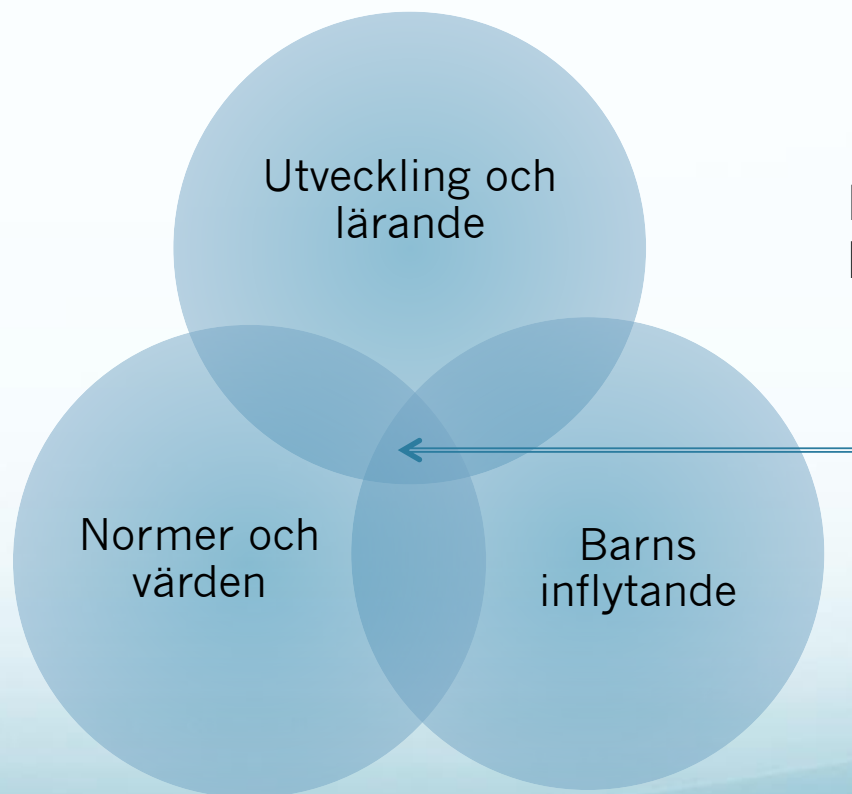 Utveckling och
lärande
Normer och
värden
Barns
inflytande